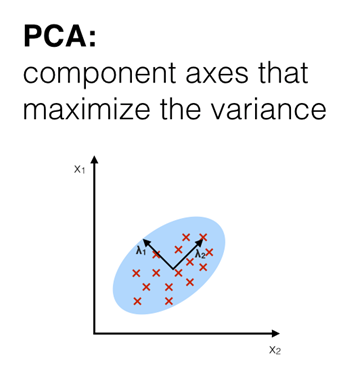 PCA:
component axes that
maximize the variance
x₁
λ₁
λ₂
x₂